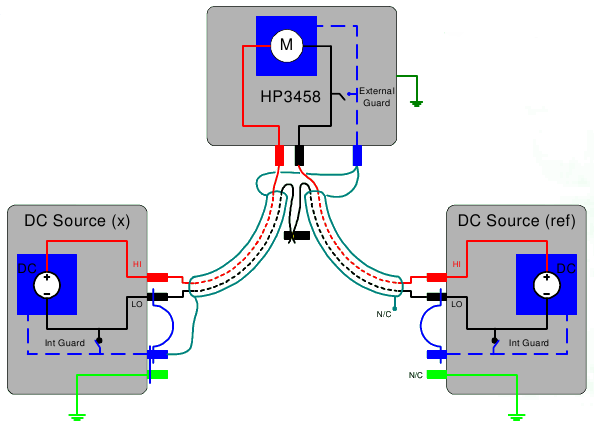 M
HP3458
External
Guard
DC Source (x)
DC Source (ref)
DC
+
−
HI
LO
Int Guard
N/C
HI
LO
DC
+
−
Int Guard
N/C